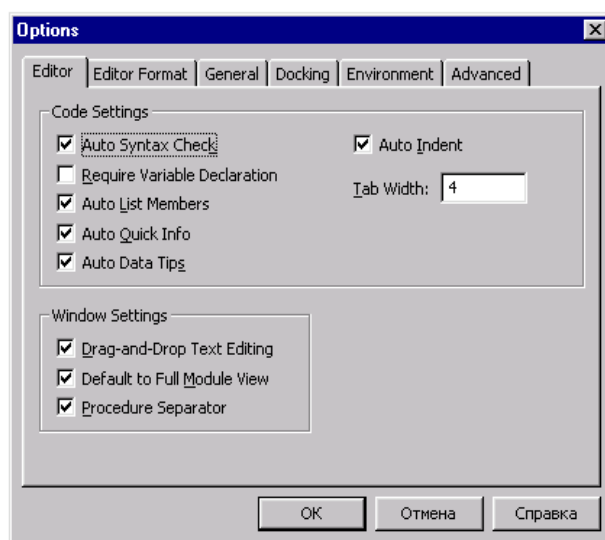 Options
Editor Editor Format General Docking Environment Advanced
Code Settings
Auto Syntax Check Auto Indent
Require Variable Declaration Tab Width: 4
Auto List Members
Auto Quick Info
Auto Data Tips
Window Settings
Drag-and-Drop Text Editing
Default to Full Module View
Procedure Separator
OK Отмена Справка